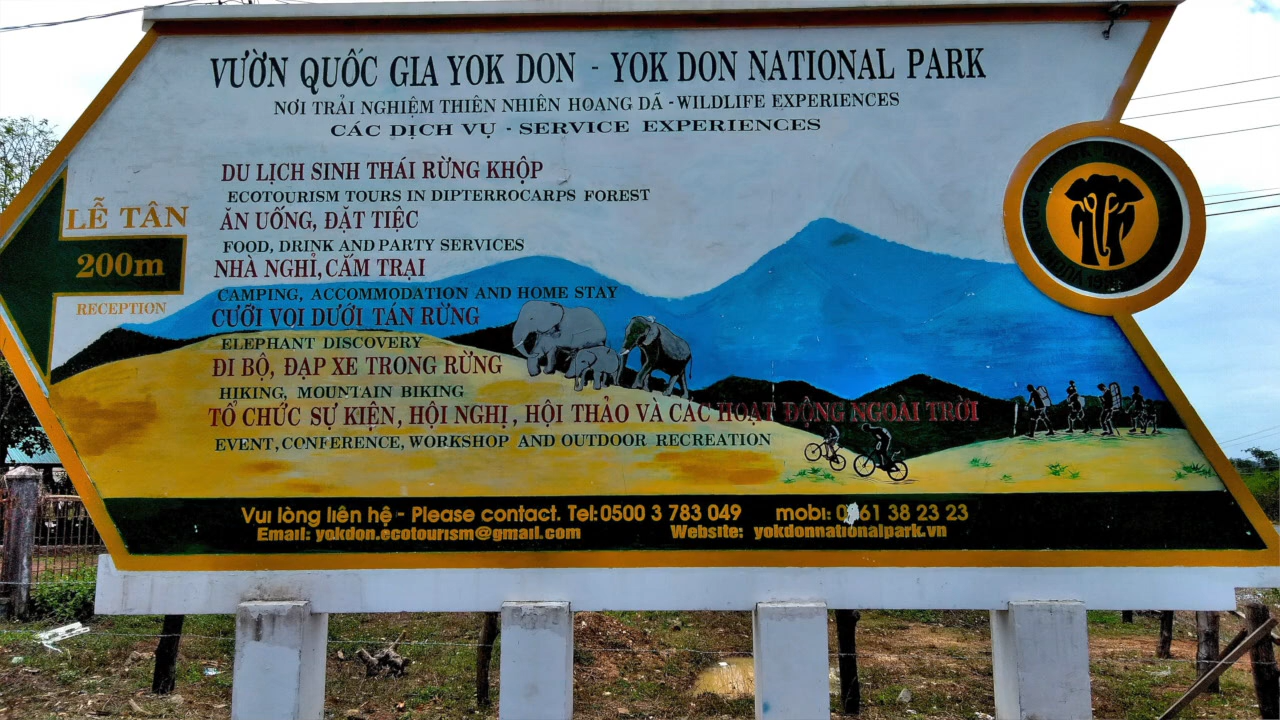 VƯỜN QUỐC GIA YOK DON - YOK DON NATIONAL PARK
NƠI TRẢI NGHIỆM THIÊN NHIÊN HOANG DÃ - WILDLIFE EXPERIENCES
CÁC DỊCH VỤ - SERVICE EXPERIENCES
LỄ TÂN
200m
RECEPTION
DU LỊCH SINH THÁI RỪNG KHỘP
ECOTOURISM TOURS IN DIPTERROCARPS FOREST
ĂN UỐNG, ĐẶT TIỆC
FOOD, DRINK AND PARTY SERVICES
NHÀ NGHỈ, CẮM TRẠI
CAMPING, ACCOMMODATION AND HOME STAY
CƯỠI VOI DƯỚI TÁN RỪNG
ELEPHANT DISCOVERY
ĐI BỘ, ĐẠP XE TRONG RỪNG
HIKING, MOUNTAIN BIKING
TỔ CHỨC SỰ KIỆN, HỘI NGHỊ, HỘI THẢO VÀ CÁC HOẠT ĐỘNG NGOÀI TRỜI
EVENT, CONFERENCE, WORKSHOP AND OUTDOOR RECREATION
Vui lòng liên hệ - Please contact. Tel: 0500 3 783 049 mobi: 38 23 23
Email: yokdon.ecotourism@gmail.com Website: yokdonnationalpark.vn